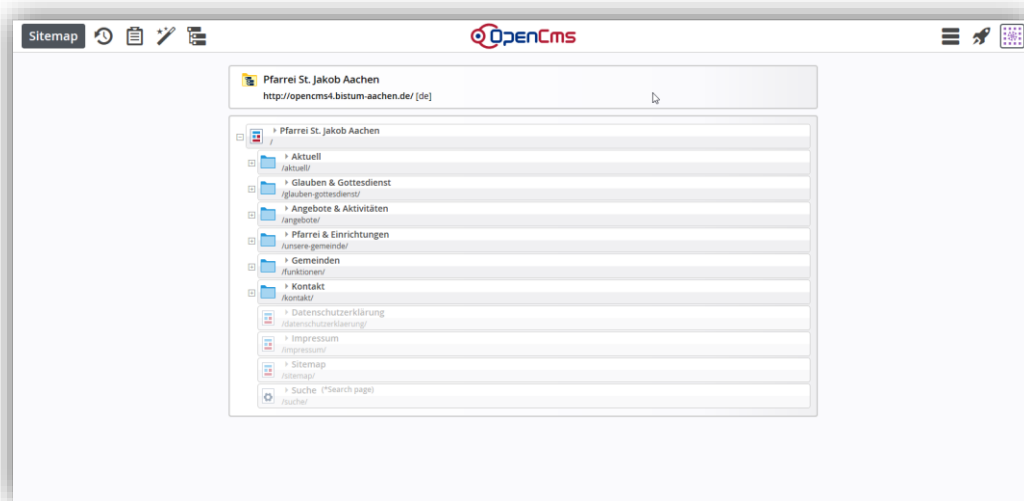 Sitemap
OpenCms
Pfarrei St. Jakob Aachen
http://opencms4.bistum-aachen.de/ [de]
Pfarrei St. Jakob Aachen
/
Aktuell
/aktuell/
Glauben & Gottesdienst
/glauben-gottesdienst/
Angebote & Aktivitäten
/angebote/
Pfarrei & Einrichtungen
/unsere-gemeinde/
Gemeinden
/funktionen/
Kontakt
/kontakt/
Datenschutzerklärung
/datenschutzerklaerung/
Impressum
/impressum/
Sitemap
/sitemap/
Suche (*Search page)
/suche/